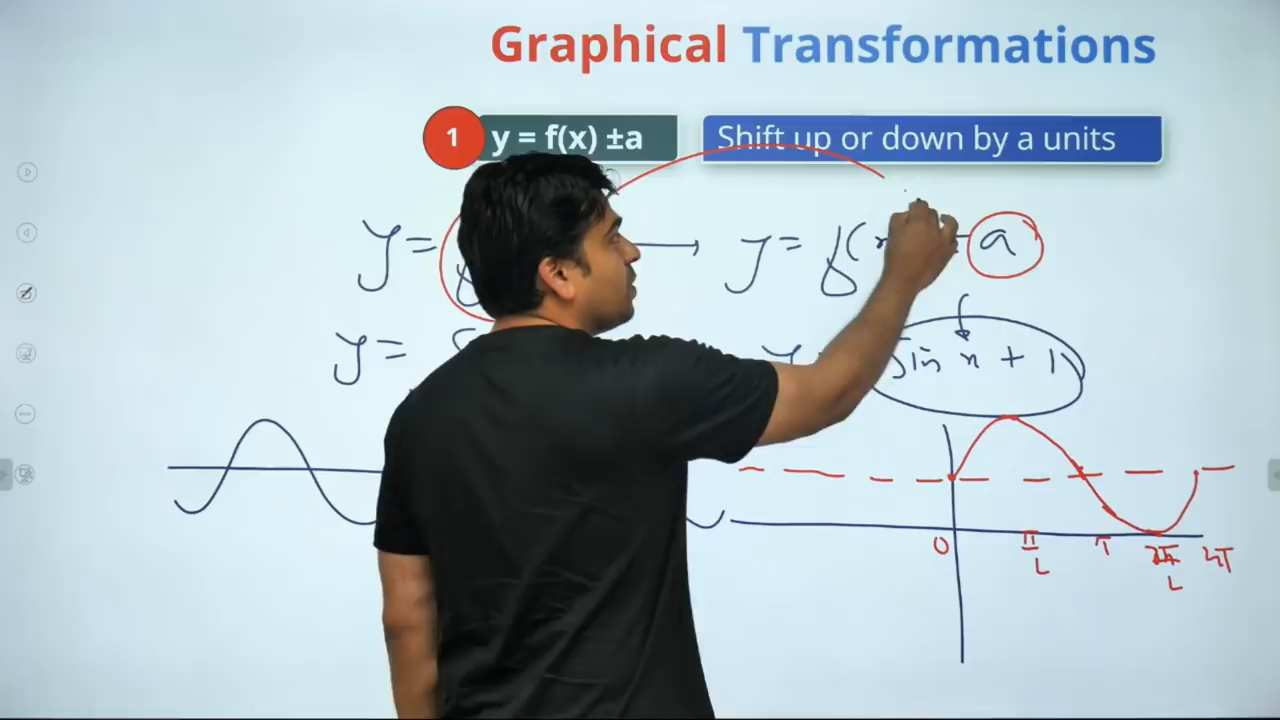 Graphical Transformations
1 y = f(x) ±a Shift up or down by a units
y = y = f( a
y = sin x + 1
0 π/2 π 3π/2 2π